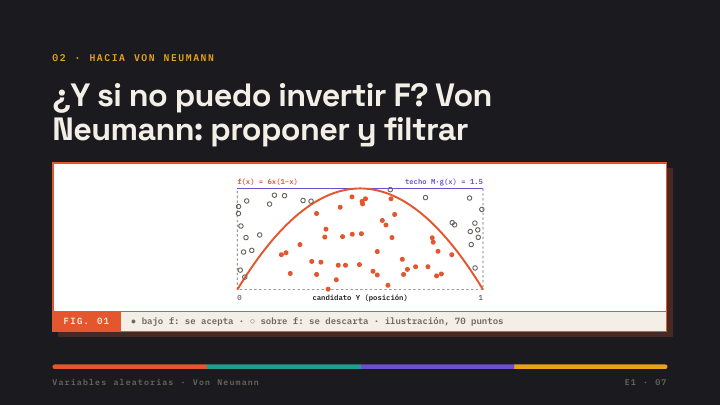 02 · HACIA VON NEUMANN
¿Y si no puedo invertir F? Von
Neumann: proponer y filtrar
f(x) = 6x(1−x)
techo M·g(x) = 1.5
0
candidato Y (posición)
1
FIG. 01
● bajo f: se acepta · ○ sobre f: se descarta · ilustración, 70 puntos
Variables aleatorias · Von Neumann
E1 · 07